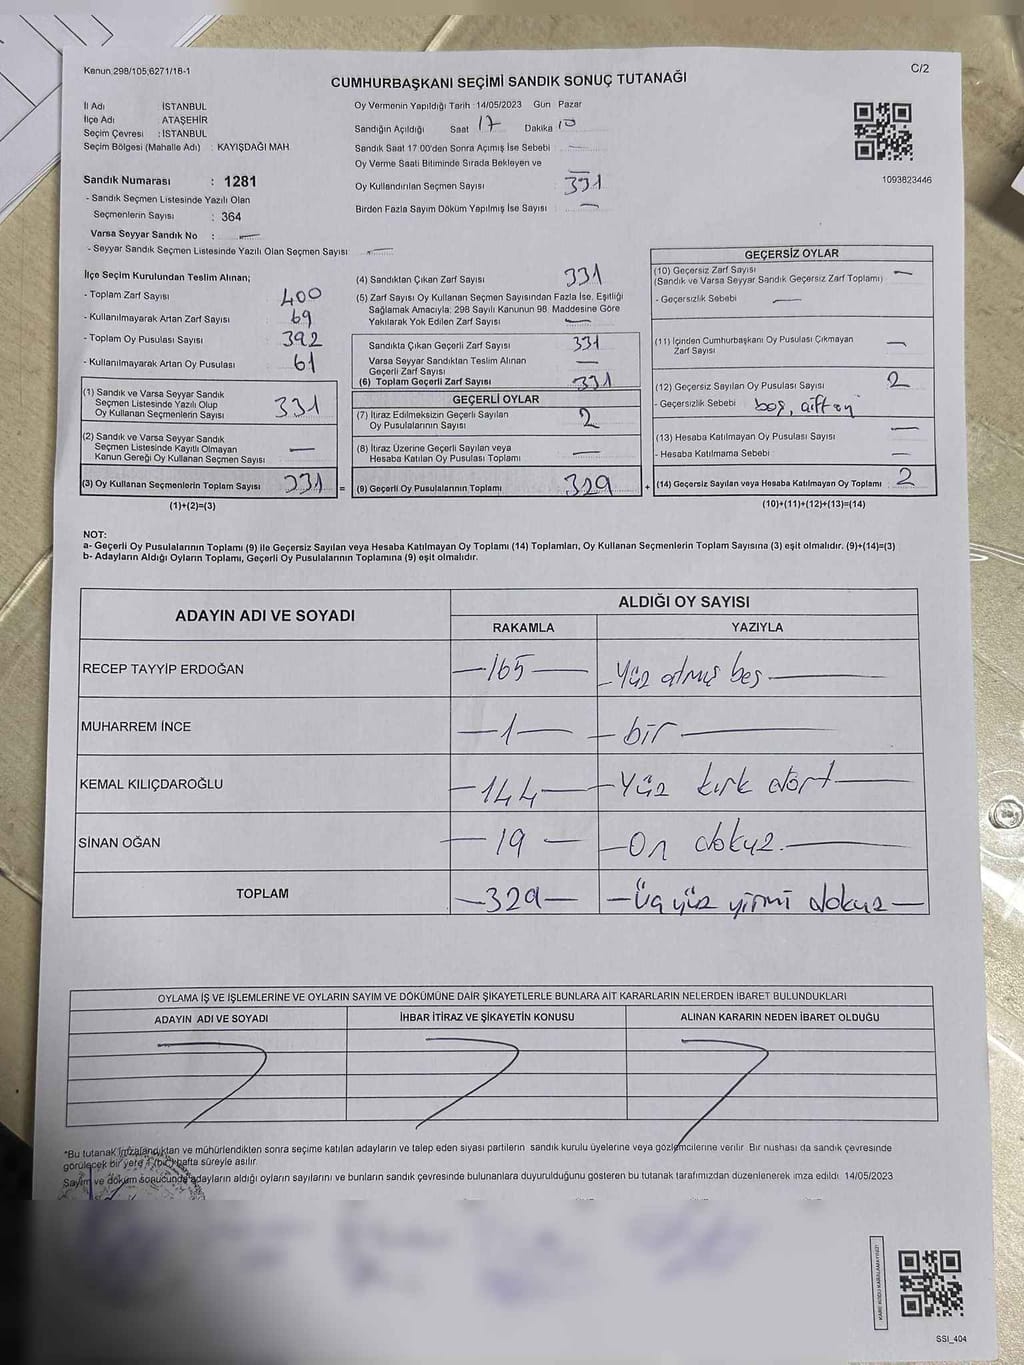 Kanun 298/105,6271/16-1
C/2
CUMHURBAŞKANI SEÇİMİ SANDIK SONUÇ TUTANAĞI
İl Adı : İSTANBUL
İlçe Adı : ATAŞEHİR
Seçim Çevresi : İSTANBUL
Seçim Bölgesi (Mahalle Adı) : KAYIŞDAĞI MAH.
Sandık Numarası : 1281
- Sandık Seçmen Listesinde Yazılı Olan
Seçmenlerin Sayısı : 364
Varsa Seyyar Sandık No : —
- Seyyar Sandık Seçmen Listesinde Yazılı Olan Seçmen Sayısı : —
Oy Vermenin Yapıldığı Tarih : 14/05/2023 Gün : Pazar
Sandığın Açıldığı Saat 17 Dakika 10
Sandık Saat 17:00'den Sonra Açımış İse Sebebi —
Oy Verme Saati Bitiminde Sırada Bekleyen ve
Oy Kullandırılan Seçmen Sayısı 331
Birden Fazla Sayım Döküm Yapılmış İse Sayısı —
1093823446
İlçe Seçim Kurulundan Teslim Alınan;
- Toplam Zarf Sayısı 400
- Kullanılmayarak Artan Zarf Sayısı 69
- Toplam Oy Pusulası Sayısı 392
- Kullanılmayarak Artan Oy Pusulası 61
(1) Sandık ve Varsa Seyyar Sandık
Seçmen Listesinde Yazılı Olup
Oy Kullanan Seçmenlerin Sayısı 331
(2) Sandık ve Varsa Seyyar Sandık
Seçmen Listesinde Kayıtlı Olmayan
Kanun Gereği Oy Kullanan Seçmen Sayısı —
(3) Oy Kullanan Seçmenlerin Toplam Sayısı 331 =
(1)+(2)=(3)
(4) Sandıktan Çıkan Zarf Sayısı 331
(5) Zarf Sayısı Oy Kullanan Seçmen Sayısından Fazla İse, Eşitliği
Sağlamak Amacıyla; 298 Sayılı Kanunun 98. Maddesine Göre
Yakılarak Yok Edilen Zarf Sayısı —
Sandıkta Çıkan Geçerli Zarf Sayısı 331
Varsa Seyyar Sandıktan Teslim Alınan
Geçerli Zarf Sayısı —
(6) Toplam Geçerli Zarf Sayısı 331
GEÇERLİ OYLAR
(7) İtiraz Edilmeksizin Geçerli Sayılan
Oy Pusulalarının Sayısı 2
(8) İtiraz Üzerine Geçerli Sayılan veya
Hesaba Katılan Oy Pusulası Toplamı —
(9) Geçerli Oy Pusulalarının Toplamı 329 +
GEÇERSİZ OYLAR
(10) Geçersiz Zarf Sayısı —
(Sandık ve Varsa Seyyar Sandık Geçersiz Zarf Toplamı)
- Geçersizlik Sebebi —
(11) İçinden Cumhurbaşkanı Oy Pusulası Çıkmayan
Zarf Sayısı —
(12) Geçersiz Sayılan Oy Pusulası Sayısı 2
- Geçersizlik Sebebi boş, çift oy
(13) Hesaba Katılmayan Oy Pusulası Sayısı —
- Hesaba Katılmama Sebebi —
(14) Geçersiz Sayılan veya Hesaba Katılmayan Oy Toplamı 2
(10)+(11)+(12)+(13)=(14)
NOT:
a- Geçerli Oy Pusulalarının Toplamı (9) ile Geçersiz Sayılan veya Hesaba Katılmayan Oy Toplamı (14) Toplamları, Oy Kullanan Seçmenlerin Toplam Sayısına (3) eşit olmalıdır. (9)+(14)=(3)
b- Adayların Aldığı Oyların Toplamı, Geçerli Oy Pusulalarının Toplamına (9) eşit olmalıdır.
ADAYIN ADI VE SOYADI
ALDIĞI OY SAYISI
RAKAMLA YAZIYLA
RECEP TAYYİP ERDOĞAN —165— —Yüz atmış beş—
MUHARREM İNCE —1— —bir—
KEMAL KILIÇDAROĞLU —144— —Yüz kırk dört—
SİNAN OĞAN —19— —On dokuz—
TOPLAM —329— —üç yüz yirmi dokuz—
OYLAMA İŞ VE İŞLEMLERİNE VE OYLARIN SAYIM VE DÖKÜMÜNE DAİR ŞİKAYETLERLE BUNLARA AİT KARARLARIN NELERDEN İBARET BULUNDUKLARI
ADAYIN ADI VE SOYADI İHBAR İTİRAZ VE ŞİKAYETİN KONUSU ALINAN KARARIN NEDEN İBARET OLDUĞU
*Bu tutanak imzalandıktan ve mühürlendikten sonra seçime katılan adayların ve talep eden siyasi partilerin sandık kurulu üyelerine veya gözlemcilerine verilir. Bir nüshası da sandık çevresinde
görülecek bir yere 1 (bir) hafta süreyle asılır.
Sayım ve döküm sonucunda adayların aldığı oyların sayılarını ve bunların sandık çevresinde bulunanlara duyurulduğunu gösteren bu tutanak tarafımızdan düzenlenerek imza edildi. 14/05/2023
KARE KODU KARALAMAYINIZ!
SSI_404